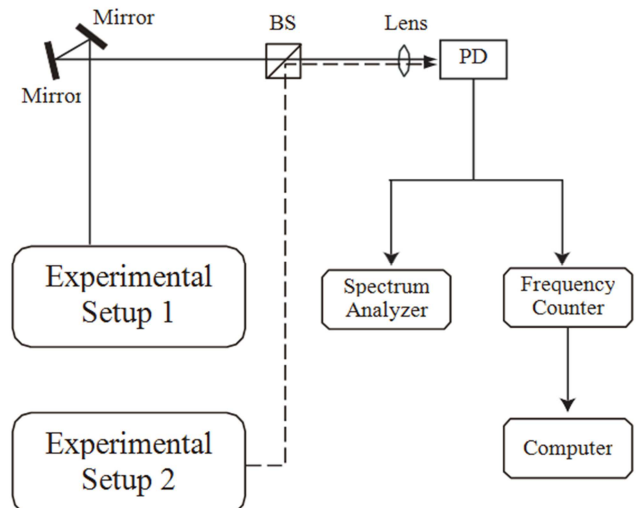 Mirror
BS
Lens
PD
Mirror
Experimental
Setup 1
Spectrum
Analyzer
Frequency
Counter
Experimental
Setup 2
Computer